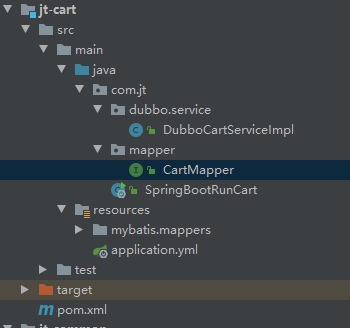 jt-cart
src
main
java
com.jt
dubbo.service
DubboCartServiceImpl
mapper
CartMapper
SpringBootRunCart
resources
mybatis.mappers
application.yml
test
target
pom.xml